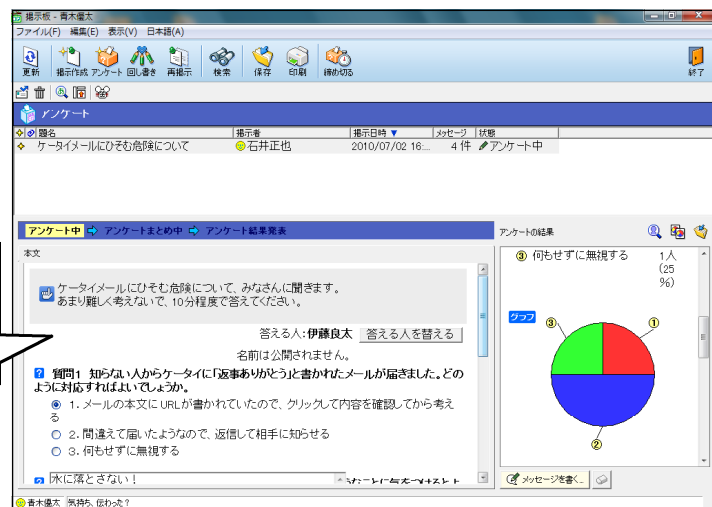 掲示板 - 青木優太
ファイル(F) 編集(E) 表示(V) 日本語(A)
更新 掲示作成 アンケート 回し書き 再掲示 検索 保存 印刷 締め切る 終了
アンケート
題名 掲示者 掲示日時 ▼ メッセージ 状態
ケータイメールにひそむ危険について 石井正也 2010/07/02 16:... 4 件 アンケート中
アンケート中 アンケートまとめ中 アンケート結果発表
本文
ケータイメールにひそむ危険について、みなさんに聞きます。
あまり難しく考えないで、10分程度で答えてください。
答える人:伊藤良太 答える人を替える
名前は公開されません。
質問1 知らない人からケータイに「返事ありがとう」と書かれたメールが届きました。どの
ように対応すればよいでしょうか。
1. メールの本文に URL が書かれていたので、クリックして内容を確認してから考え
る
2. 間違えて届いたようなので、返信して相手に知らせる
3. 何もせずに無視する
水に落とさない！
アンケートの結果
③ 何もせずに無視する 1人
(25
%)
グラフ
③
①
②
メッセージを書く...
青木優太 気持ち、伝わった？